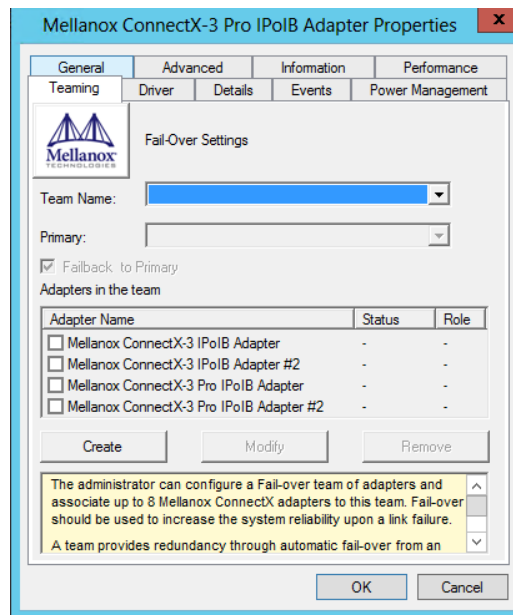 Mellanox ConnectX-3 Pro IPoIB Adapter Properties
x
General Advanced Information Performance
Teaming Driver Details Events Power Management
Mellanox
TECHNOLOGIES
Fail-Over Settings
Team Name:
Primary:
Failback to Primary
Adapters in the team
Adapter Name Status Role
Mellanox ConnectX-3 IPoIB Adapter - -
Mellanox ConnectX-3 IPoIB Adapter #2 - -
Mellanox ConnectX-3 Pro IPoIB Adapter - -
Mellanox ConnectX-3 Pro IPoIB Adapter #2 - -
Create Modify Remove
The administrator can configure a Fail-over team of adapters and
associate up to 8 Mellanox ConnectX adapters to this team. Fail-over
should be used to increase the system reliability upon a link failure.
A team provides redundancy through automatic fail-over from an
OK Cancel